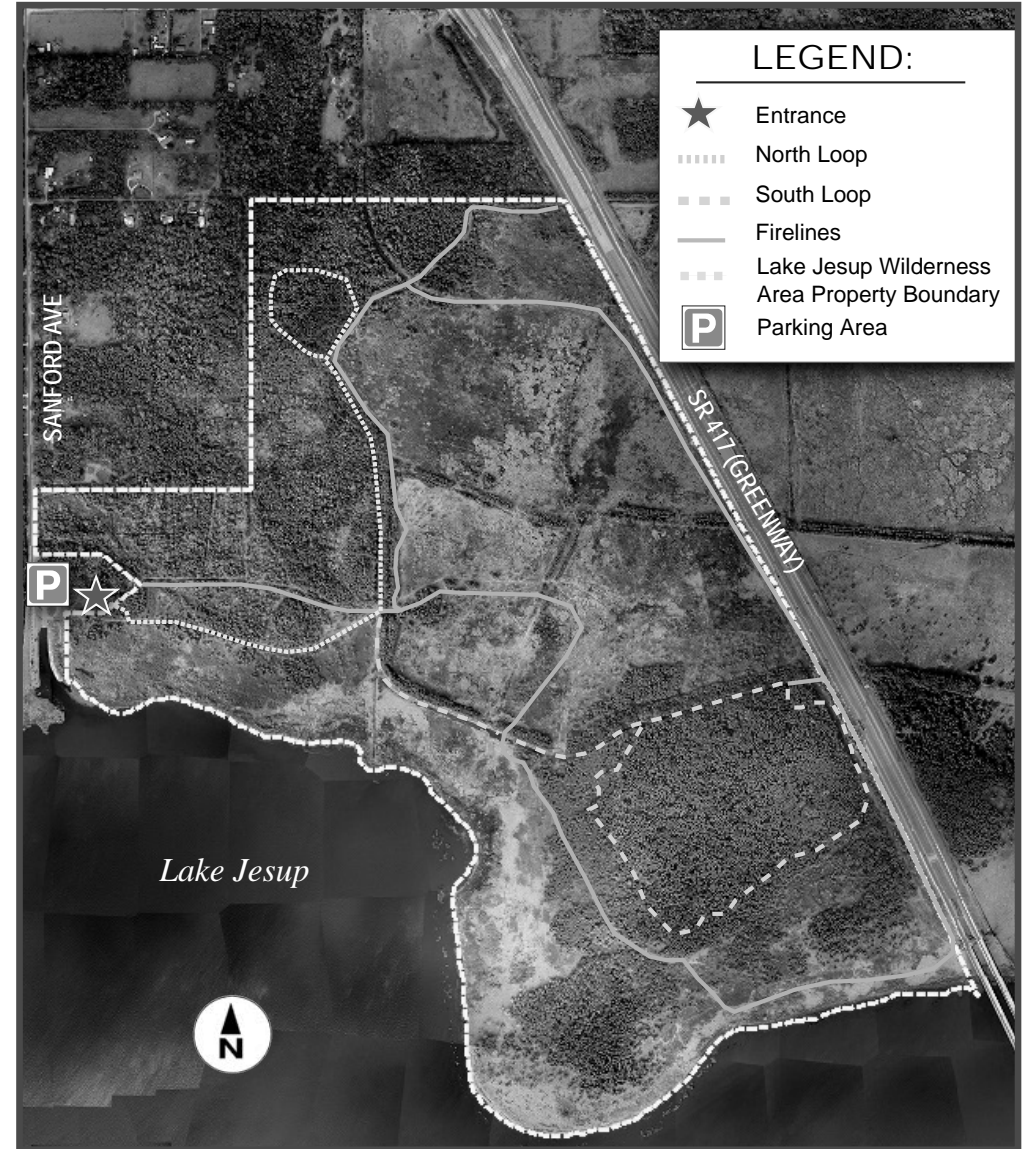 LEGEND:
Entrance
North Loop
South Loop
Firelines
Lake Jesup Wilderness
Area Property Boundary
P
Parking Area
SANFORD AVE
SR 417 (GREENWAY)
P
Lake Jesup
N